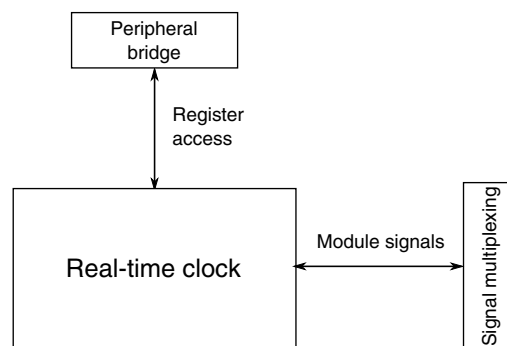 Peripheral
bridge
Register
access
Real-time clock
Module signals
Signal multiplexing